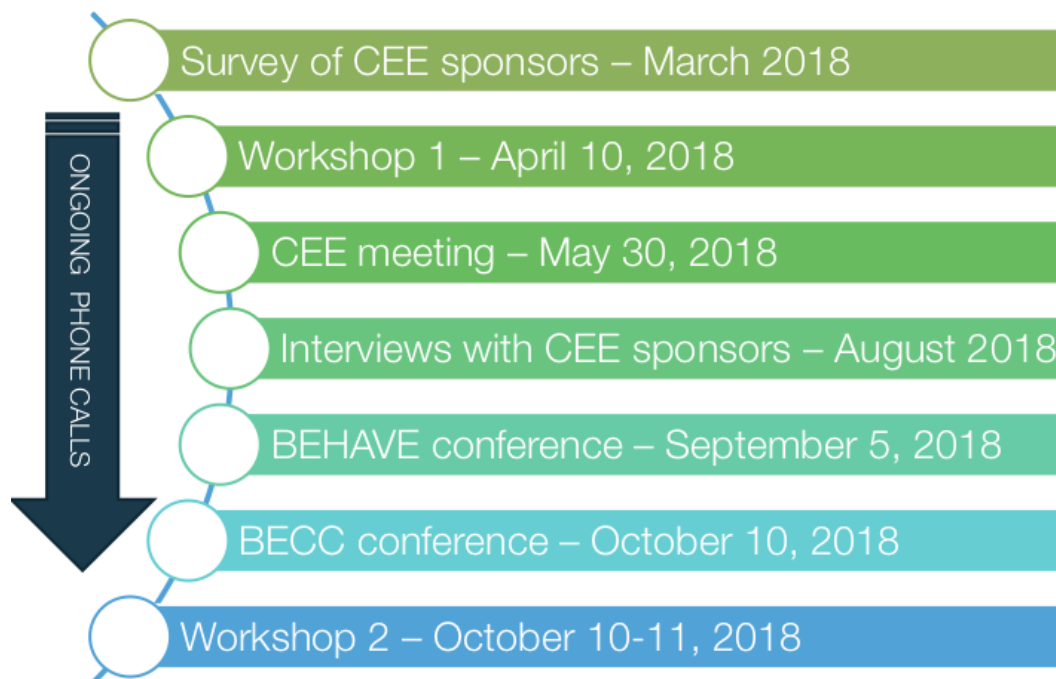 Survey of CEE sponsors – March 2018
Workshop 1 – April 10, 2018
CEE meeting – May 30, 2018
Interviews with CEE sponsors – August 2018
BEHAVE conference – September 5, 2018
BECC conference – October 10, 2018
Workshop 2 – October 10-11, 2018
ONGOING PHONE CALLS